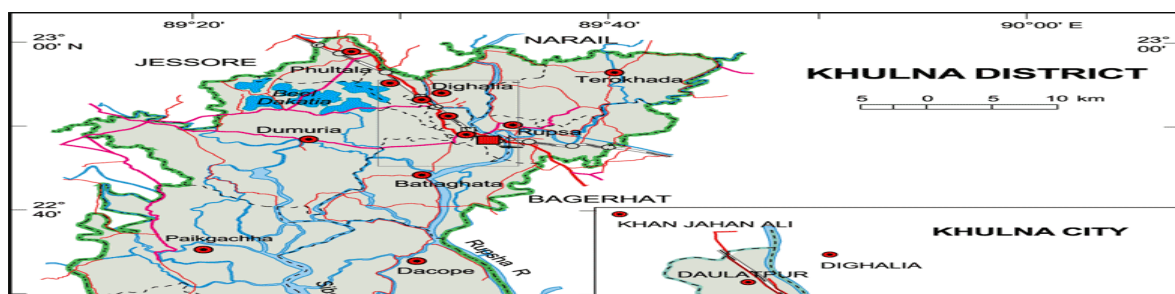 89°20' 89°40' 90°00' E
23°
00' N
23°
00'
NARAIL
JESSORE
KHULNA DISTRICT
Phultala
Terokhada
Dighalia
Beel
Dakatia
5 0 5 10 km
Dumuria
Rupsa
Batiaghata
22°
40'
BAGERHAT
KHAN JAHAN ALI
KHULNA CITY
Paikgachha
Rupsha R
Dacope
DIGHALIA
DAULATPUR